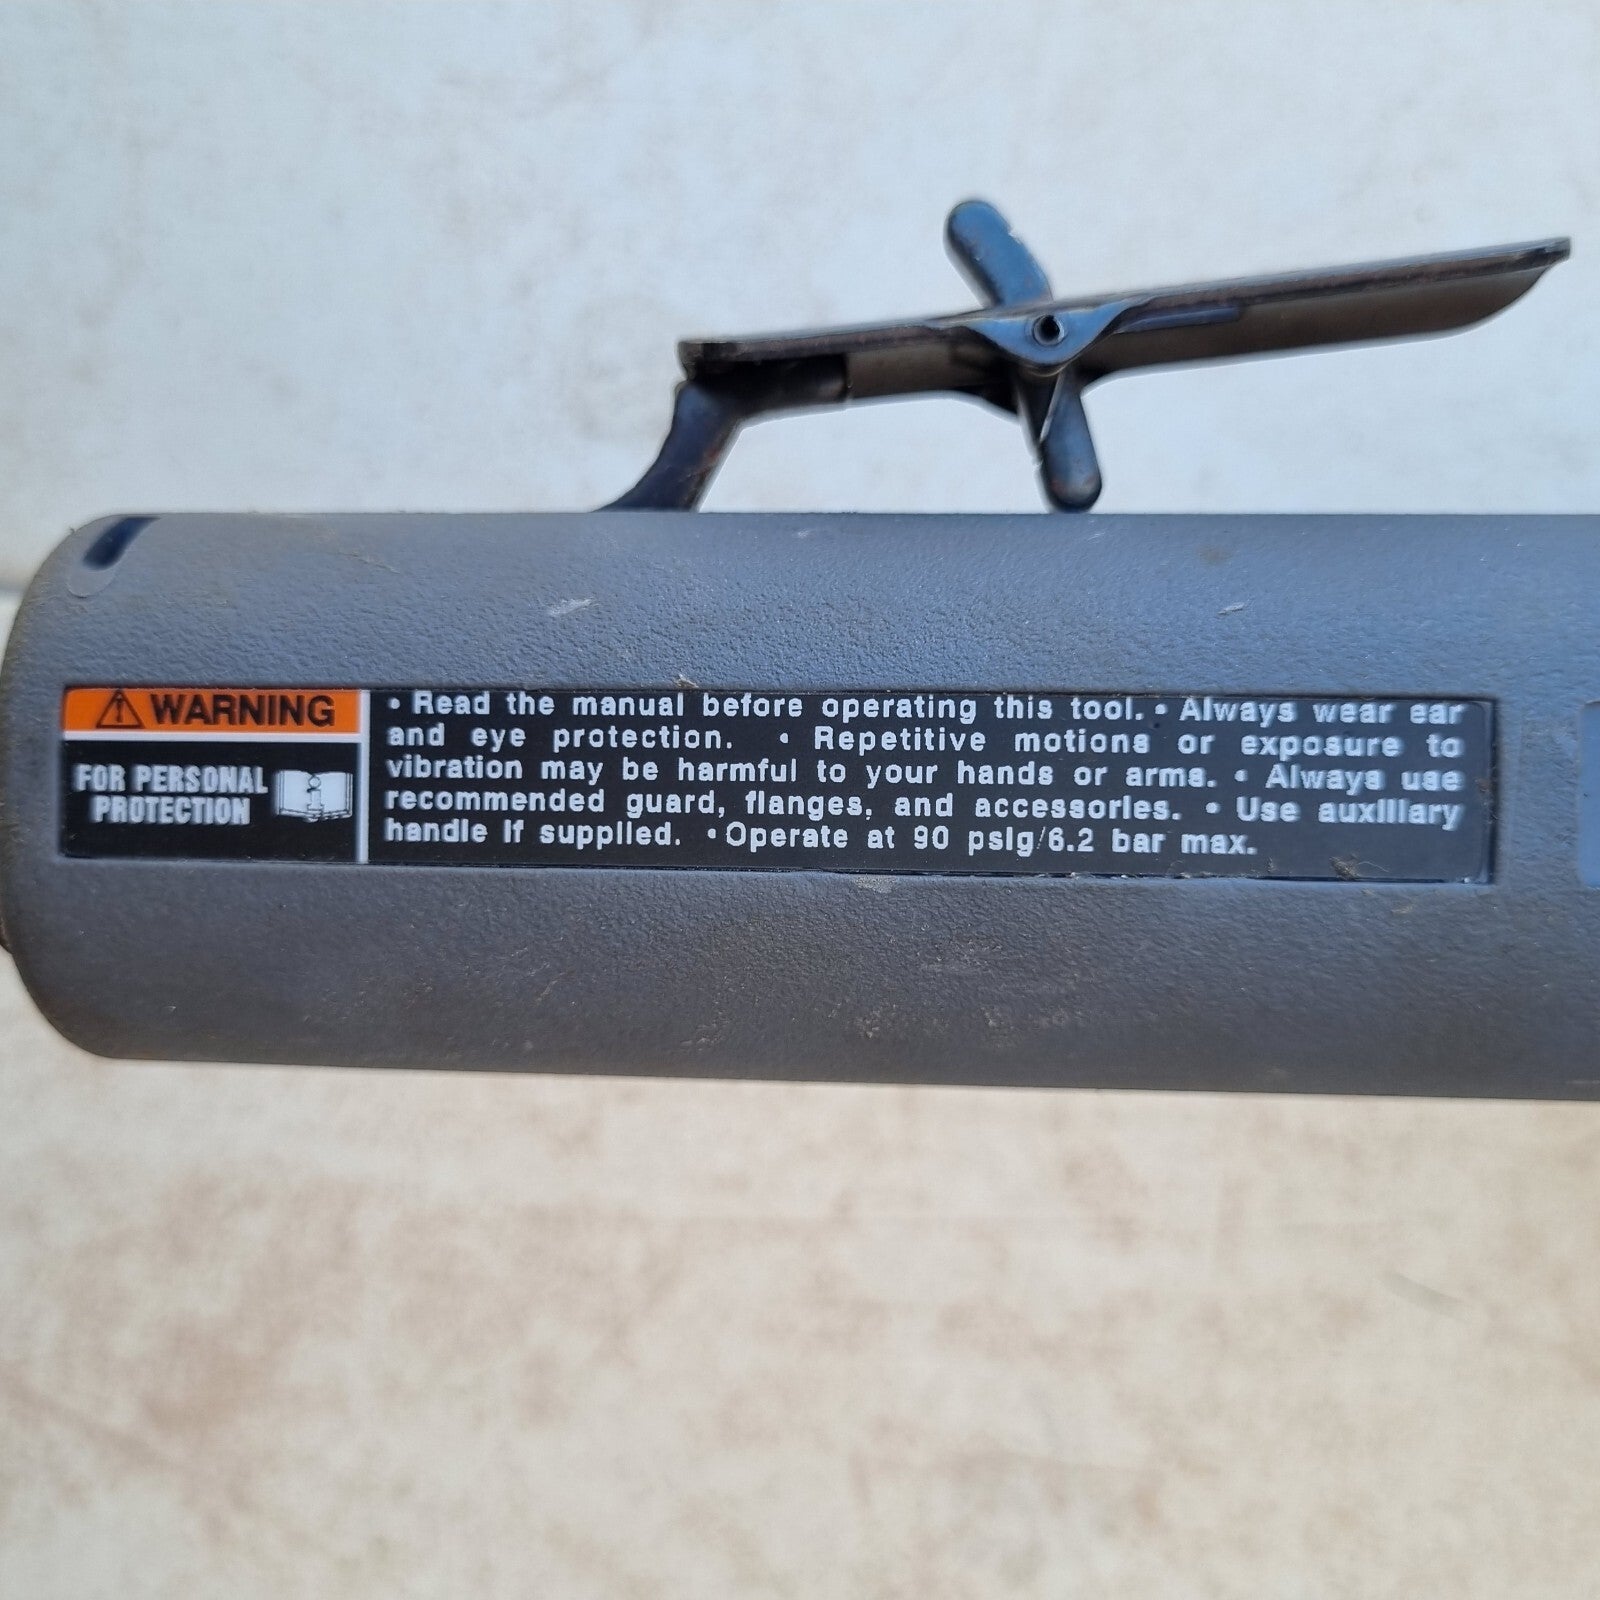 WARNING
FOR PERSONAL
PROTECTION
• Read the manual before operating this tool. • Always wear ear
and eye protection. • Repetitive motions or exposure to
vibration may be harmful to your hands or arms. • Always use
recommended guard, flanges, and accessories. • Use auxiliary
handle if supplied. • Operate at 90 psig/6.2 bar max.